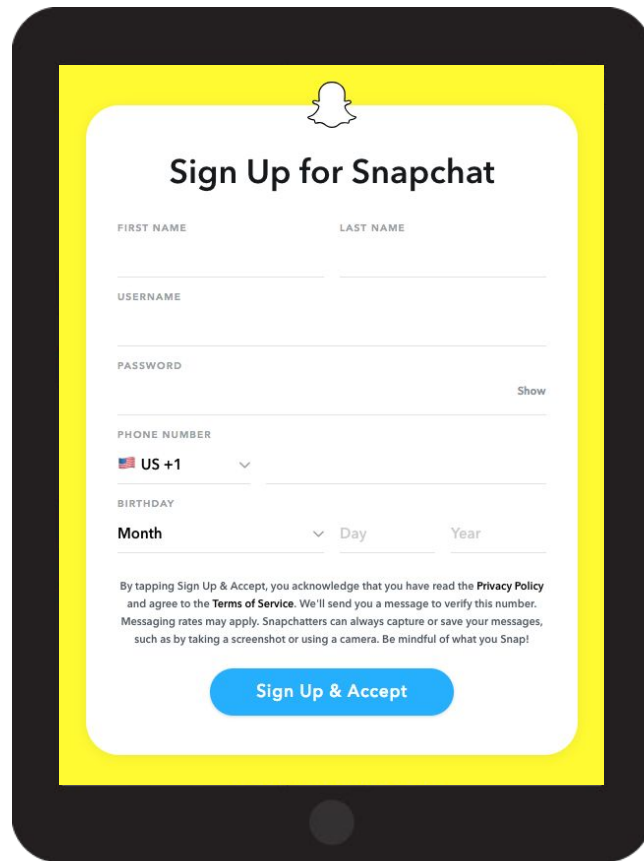 Sign Up for Snapchat
FIRST NAME LAST NAME
USERNAME
PASSWORD
Show
PHONE NUMBER
US +1
BIRTHDAY
Month Day Year
By tapping Sign Up & Accept, you acknowledge that you have read the Privacy Policy
and agree to the Terms of Service. We'll send you a message to verify this number.
Messaging rates may apply. Snapchatters can always capture or save your messages,
such as by taking a screenshot or using a camera. Be mindful of what you Snap!
Sign Up & Accept